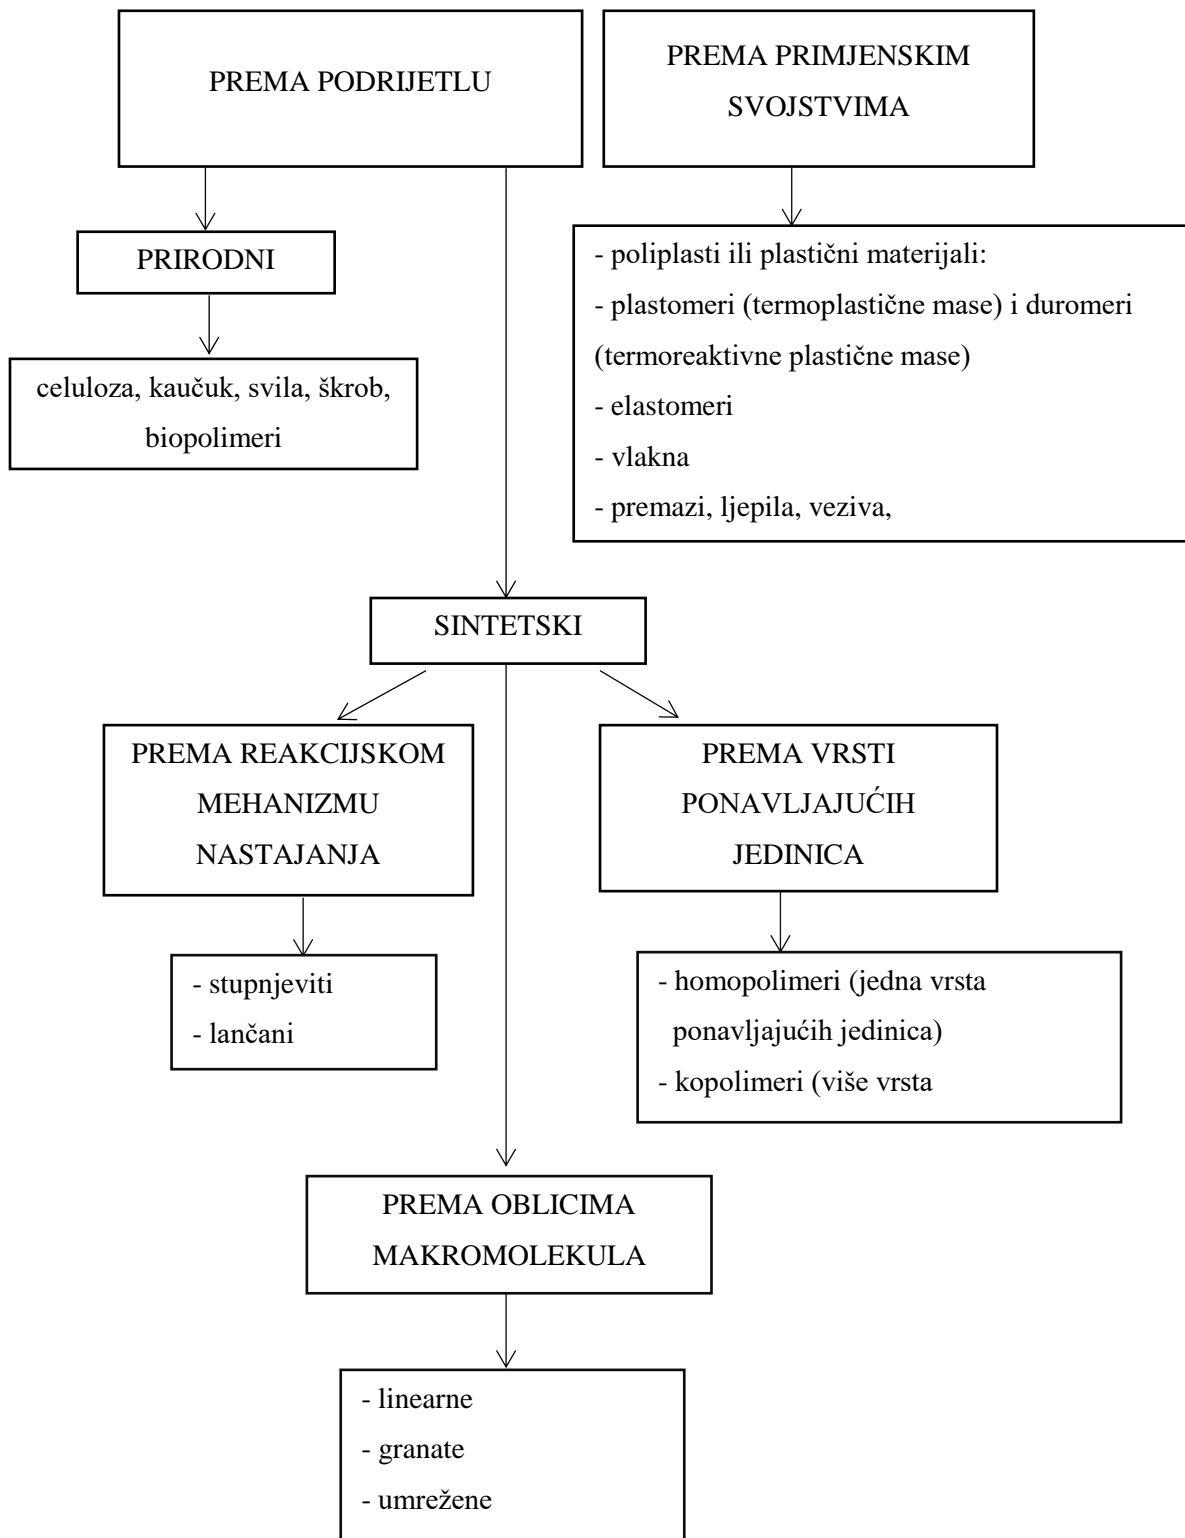 PREMA PODRIJETLU
PREMA PRIMJENSKIM
SVOJSTVIMA
PRIRODNI
celuloza, kaučuk, svila, škrob,
biopolimeri
- poliplasti ili plastični materijali:
- plastomeri (termoplastične mase) i duromeri
(termoreaktivne plastične mase)
- elastomeri
- vlakna
- premazi, ljepila, veziva,
SINTETSKI
PREMA REAKCIJSKOM
MEHANIZMU
NASTAJANJA
PREMA VRSTI
PONAVLJAJUĆIH
JEDINICA
- stupnjeviti
- lančani
- homopolimeri (jedna vrsta
ponavljajućih jedinica)
- kopolimeri (više vrsta
PREMA OBLICIMA
MAKROMOLEKULA
- linearne
- granate
- umrežene